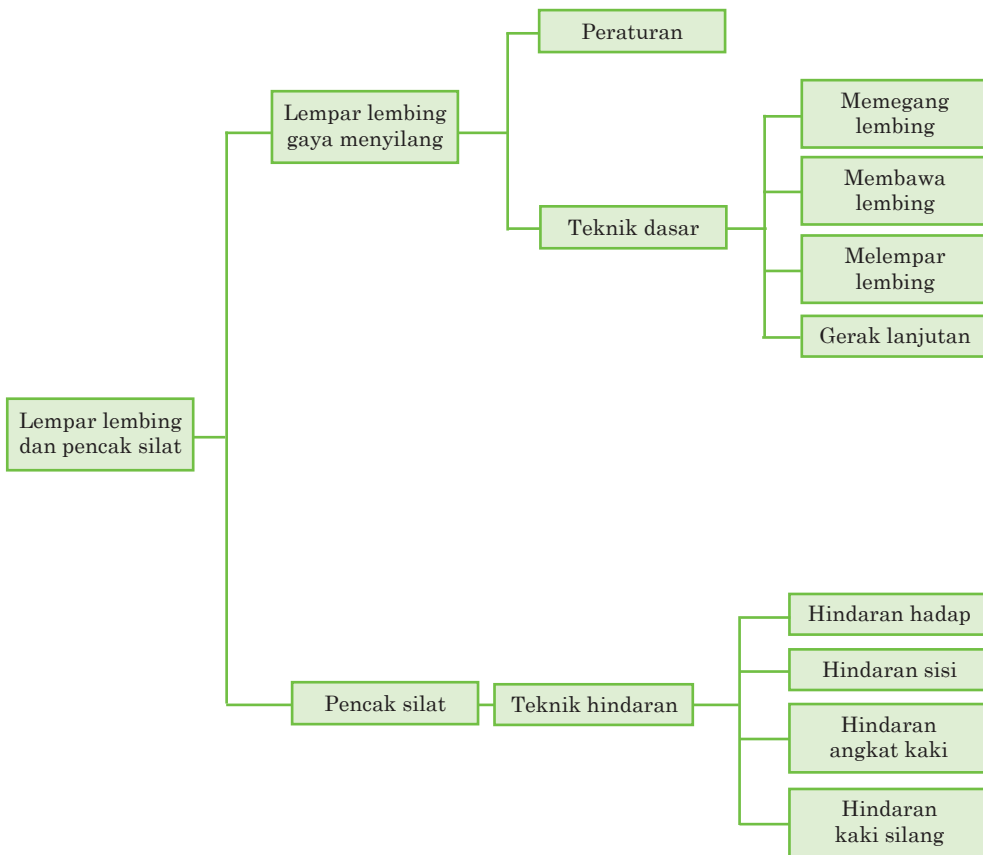 Peraturan
Lempar lembing
gaya menyilang
Memegang
lembing
Membawa
lembing
Teknik dasar
Melempar
lembing
Gerak lanjutan
Lempar lembing
dan pencak silat
Hindaran hadap
Hindaran sisi
Pencak silat
Teknik hindaran
Hindaran
angkat kaki
Hindaran
kaki silang